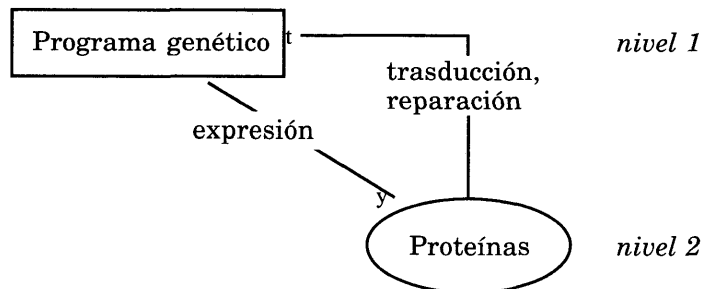 Programa genético t nivel 1
trasducción,
reparación
expresión
y
Proteínas nivel 2